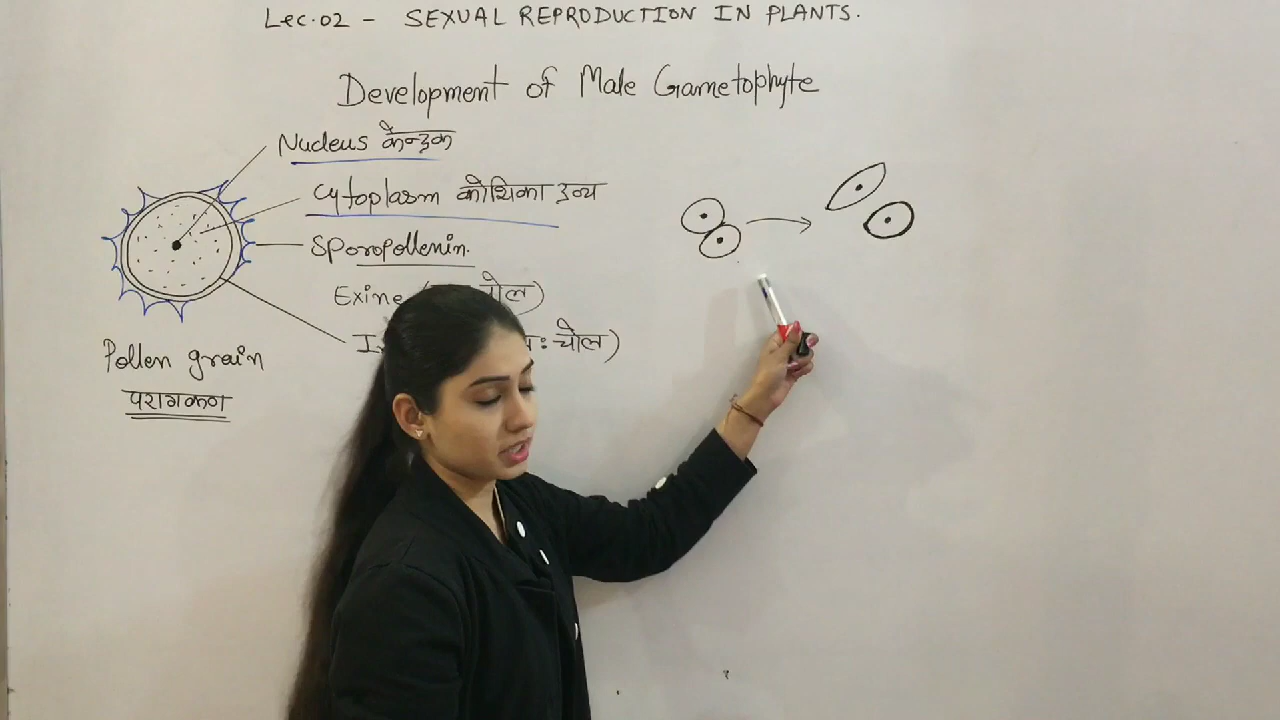 Lec.02 - SEXUAL REPRODUCTION IN PLANTS.
Development of Male Gametophyte
Nucleus केन्द्रक
Cytoplasm कोशिका द्रव्य
Sporopollenin.
Exine चोल)
: चोल)
Pollen grain
परागकण